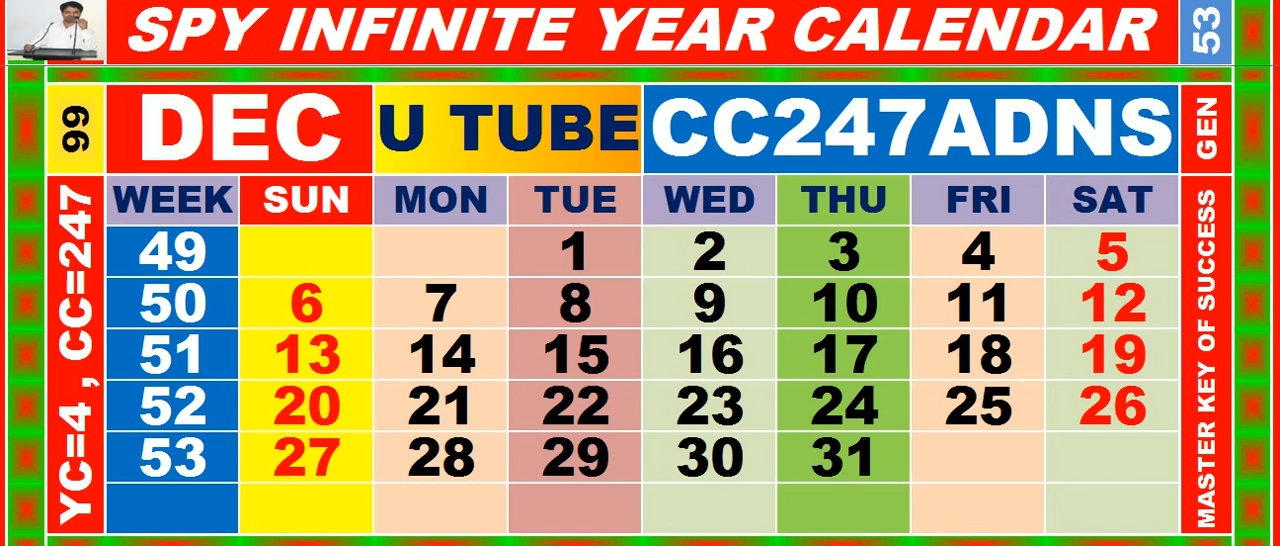 SPY INFINITE YEAR CALENDAR
53
99
DEC
U TUBE
CC247ADNS
GEN
YC=4 , CC=247
WEEK SUN MON TUE WED THU FRI SAT
49 1 2 3 4 5
50 6 7 8 9 10 11 12
51 13 14 15 16 17 18 19
52 20 21 22 23 24 25 26
53 27 28 29 30 31
MASTER KEY OF SUCCESS